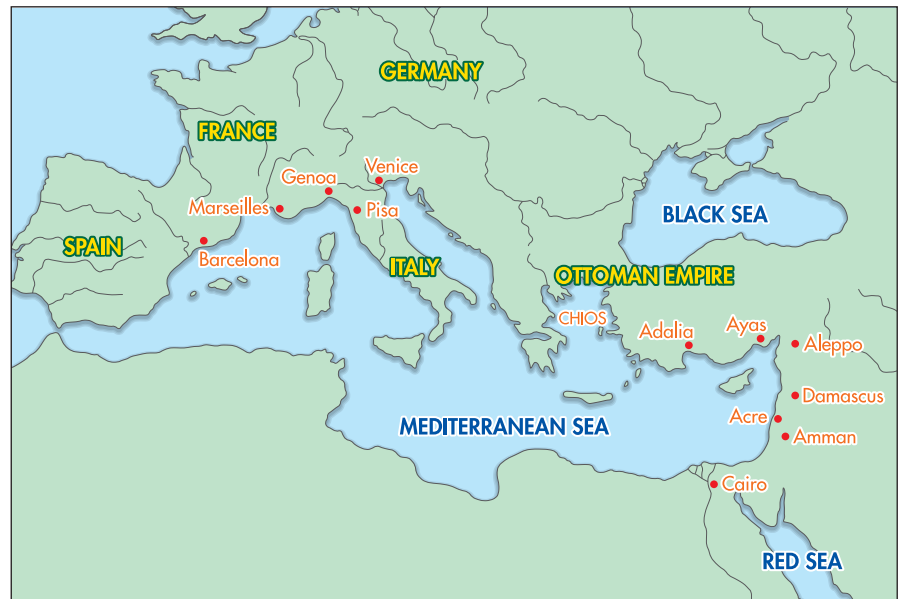 GERMANY
FRANCE
Venice
Genoa
Marseilles
Pisa
BLACK SEA
SPAIN
Barcelona
ITALY
OTTOMAN EMPIRE
CHIOS
Adalia
Ayas
Aleppo
Damascus
Acre
MEDITERRANEAN SEA
Amman
Cairo
RED SEA